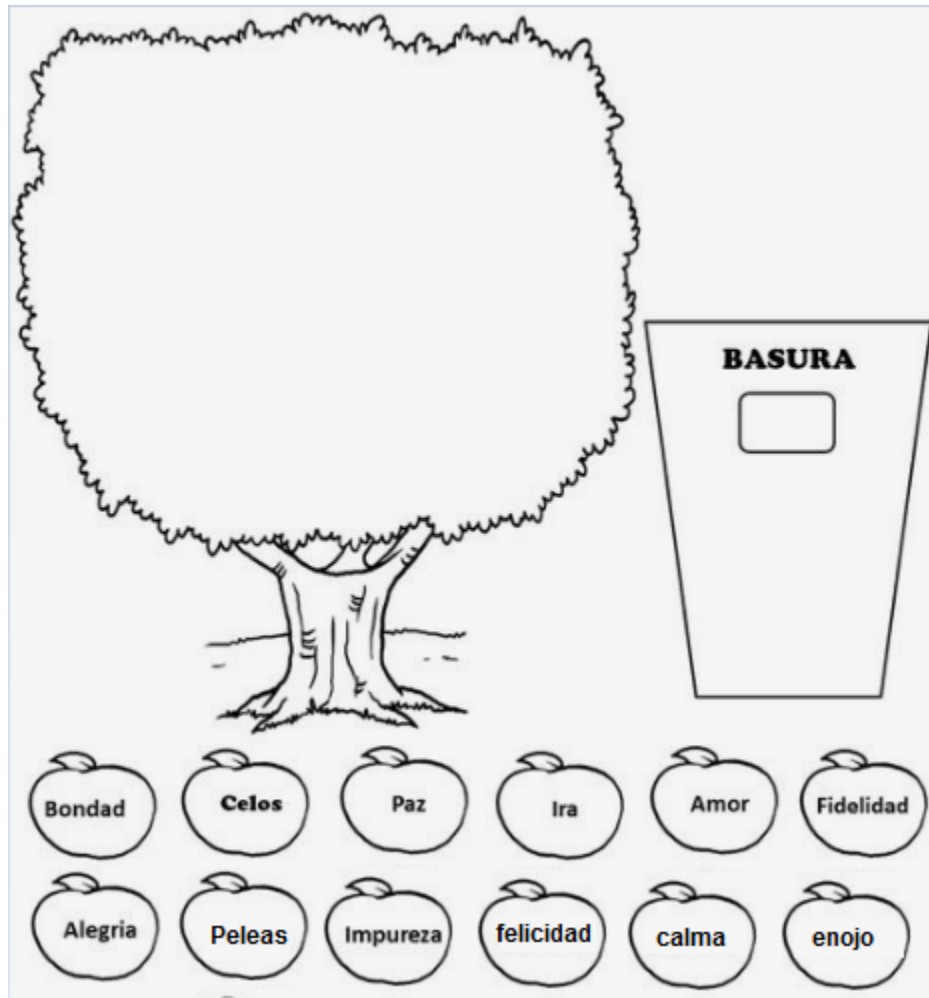 BASURA
Bondad
Celos
Paz
Ira
Amor
Fidelidad
Alegria
Peleas
Impureza
felicidad
calma
enojo